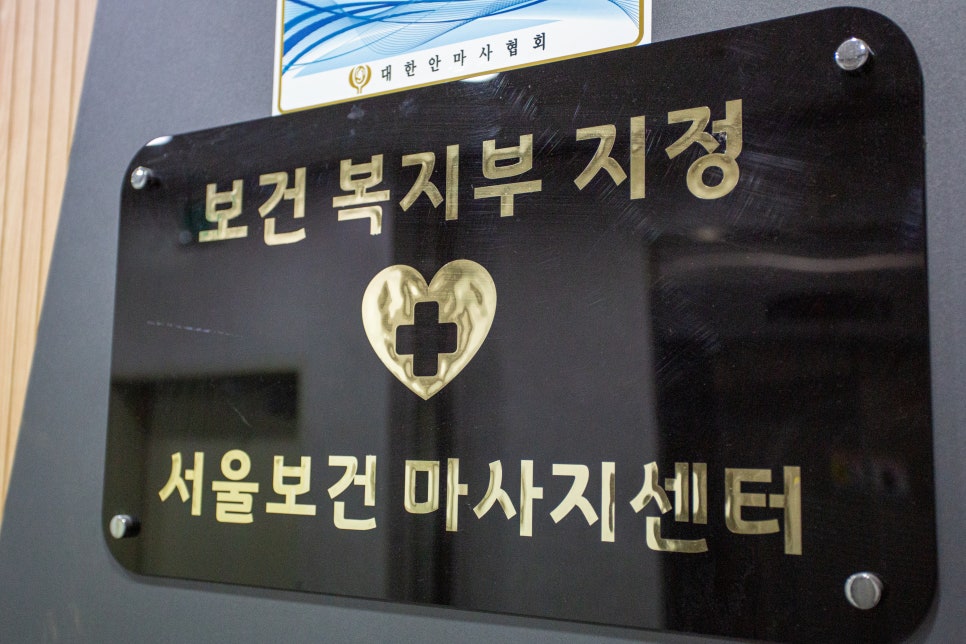 대한안마사협회
보건 복지부 지정
서울보건 마사지센터